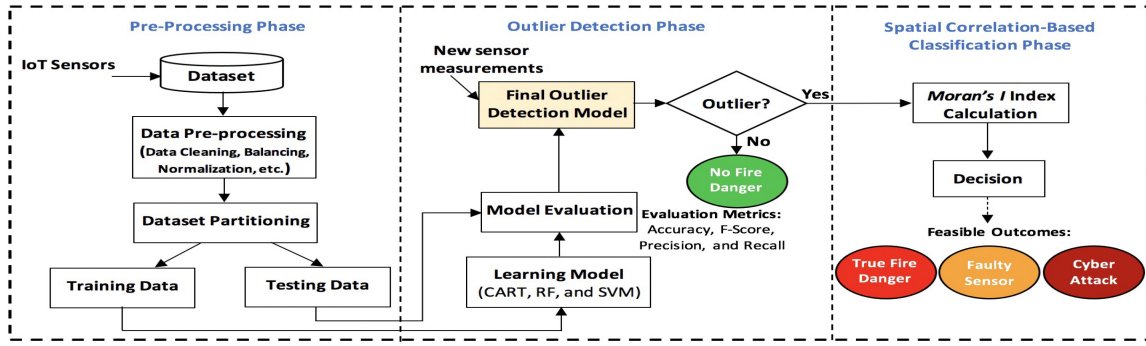 Pre-Processing Phase
IoT Sensors
Dataset
Data Pre-processing
(Data Cleaning, Balancing,
Normalization, etc.)
Dataset Partitioning
Training Data
Testing Data
Outlier Detection Phase
New sensor
measurements
Final Outlier
Detection Model
Outlier?
Yes
No
No Fire
Danger
Model Evaluation
Evaluation Metrics:
Accuracy, F-Score,
Precision, and Recall
Learning Model
(CART, RF, and SVM)
Spatial Correlation-Based
Classification Phase
Moran's I Index
Calculation
Decision
Feasible Outcomes:
True Fire
Danger
Faulty
Sensor
Cyber
Attack